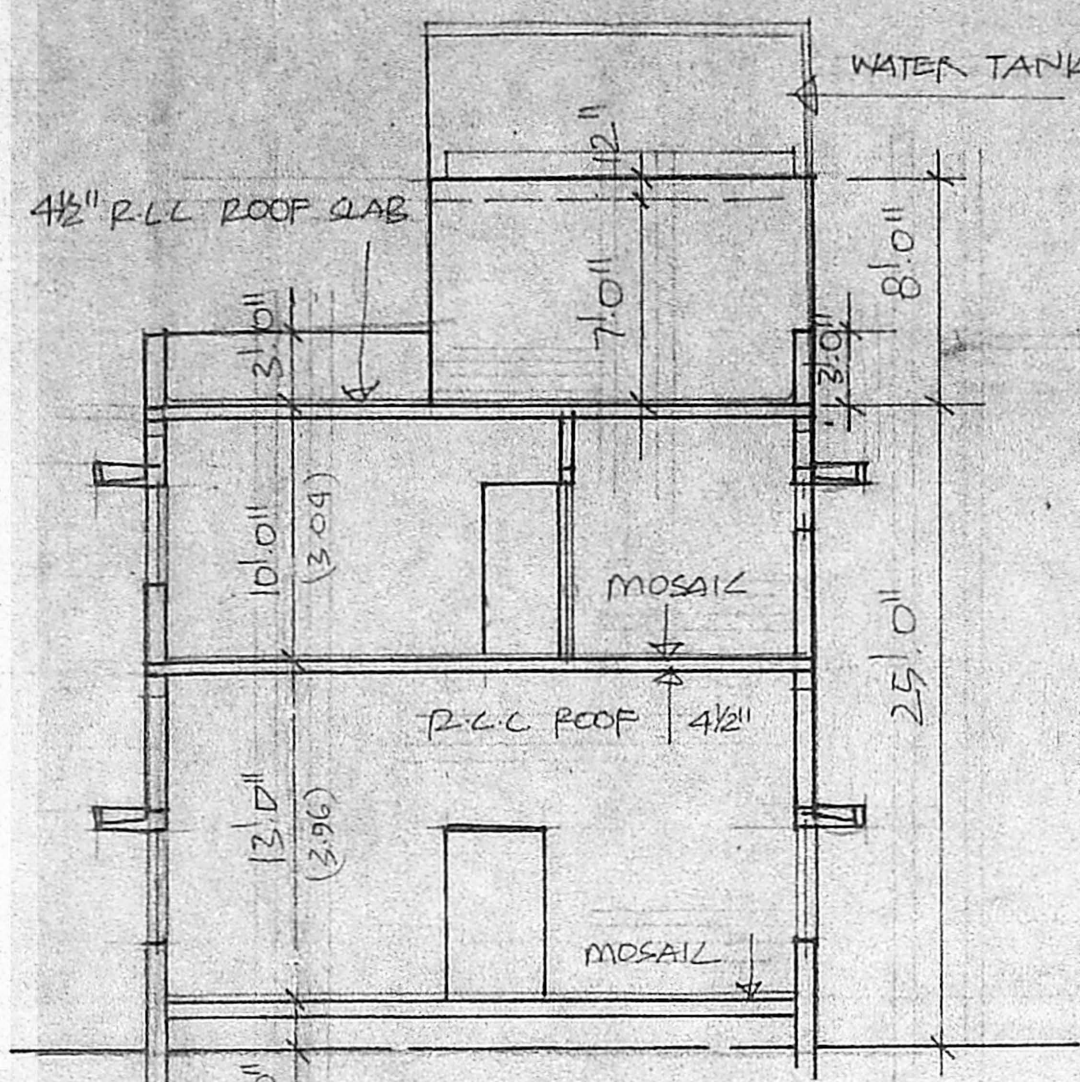 WATER TANK
12"
4½" R.C.C ROOF SLAB
8'.0"
7'.0"
3'.0"
3'.0"
10'.0"
(3.04)
MOSAIC
25'.0"
R.C.C ROOF 4½"
13'.0"
(3.96)
MOSAIC